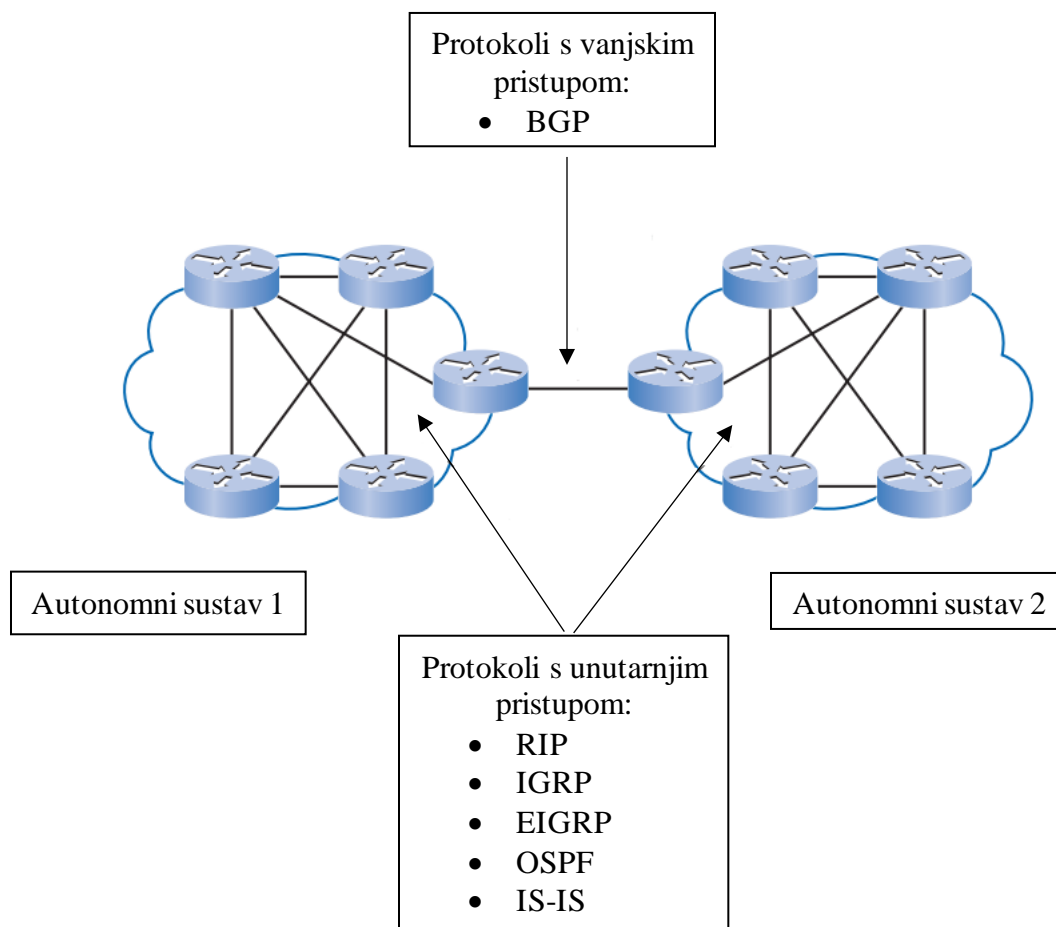 Protokoli s vanjskim
pristupom:
• BGP
Autonomni sustav 1
Autonomni sustav 2
Protokoli s unutarnjim
pristupom:
• RIP
• IGRP
• EIGRP
• OSPF
• IS-IS